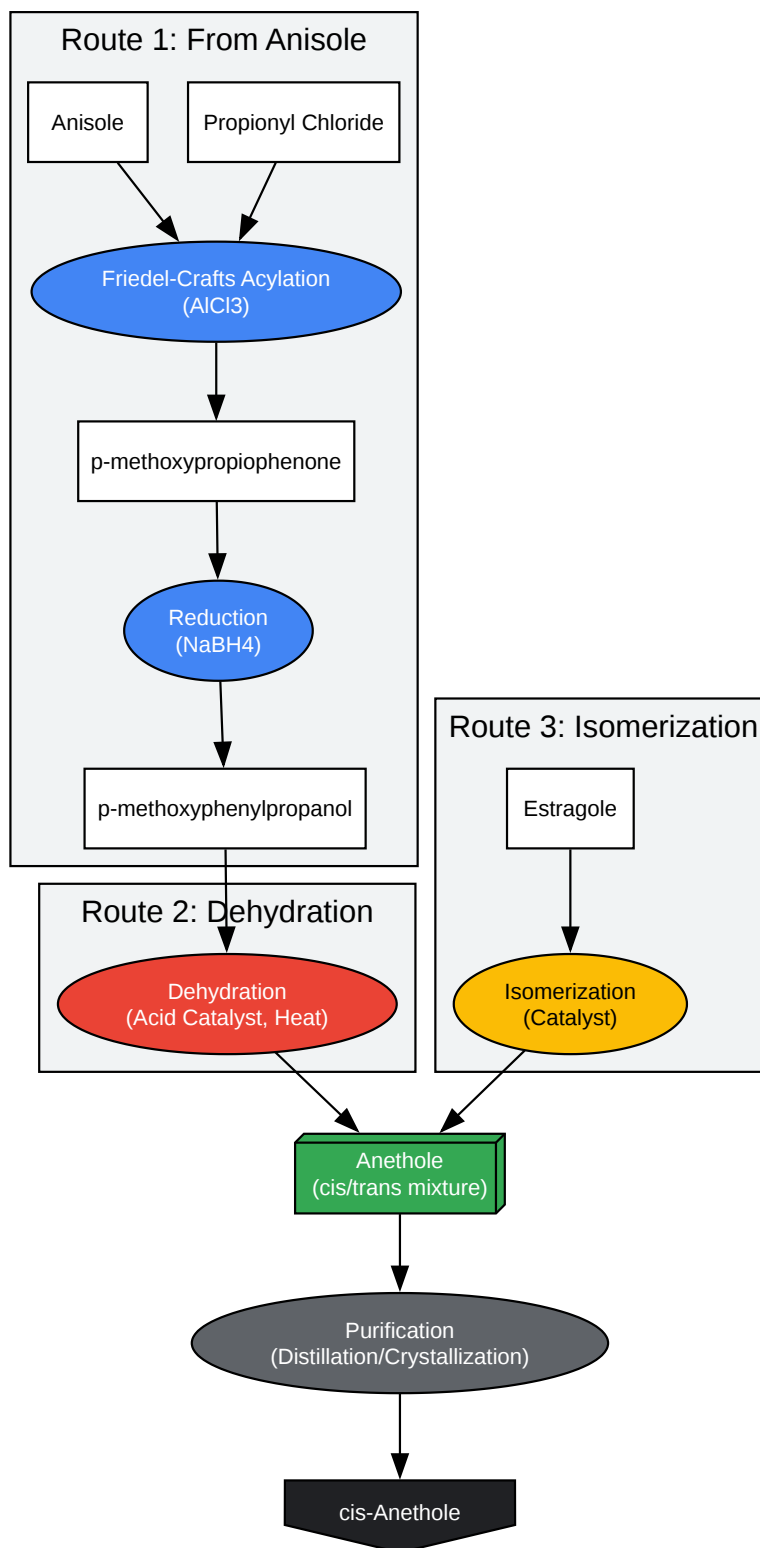 Route 1: From Anisole
Anisole
Propionyl Chloride
Friedel-Crafts Acylation
(AlCl3)
p-methoxypropiophenone
Reduction
(NaBH4)
p-methoxyphenylpropanol
Route 3: Isomerization
Estragole
Route 2: Dehydration
Dehydration
(Acid Catalyst, Heat)
Isomerization
(Catalyst)
Anethole
(cis/trans mixture)
Purification
(Distillation/Crystallization)
cis-Anethole